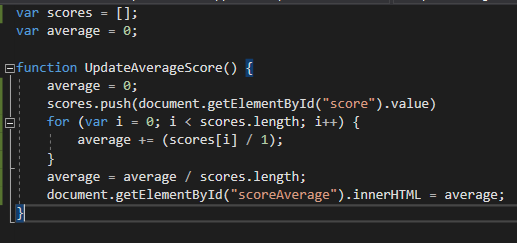 var scores = [];
var average = 0;
function UpdateAverageScore() {
average = 0;
scores.push(document.getElementById("score").value)
for (var i = 0; i < scores.length; i++) {
average += (scores[i] / 1);
}
average = average / scores.length;
document.getElementById("scoreAverage").innerHTML = average;
}